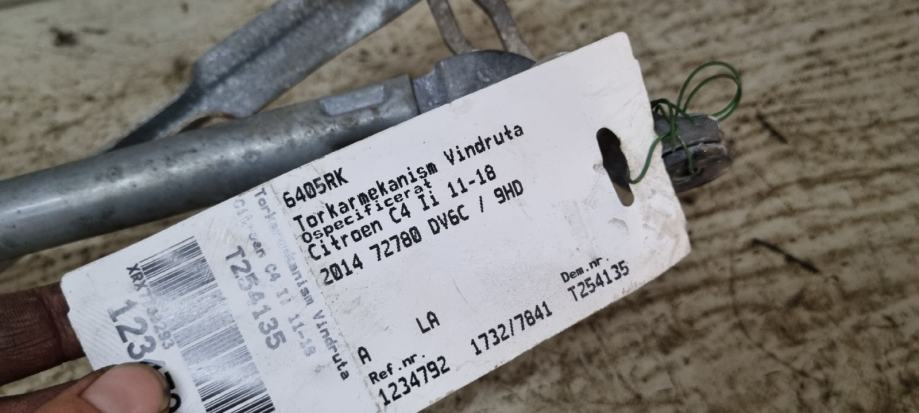 6405RK
Torkarmekanism Vindruta
Ospecificerat
Citroen C4 Ii 11-18
2014 72780 DV6C / 9HD
A LA
Dem.nr.
Ref.nr. 1732/7841 T254135
1234792
Torkarmekanism Vindruta
Citroen C4 Ii 11-18
T254135